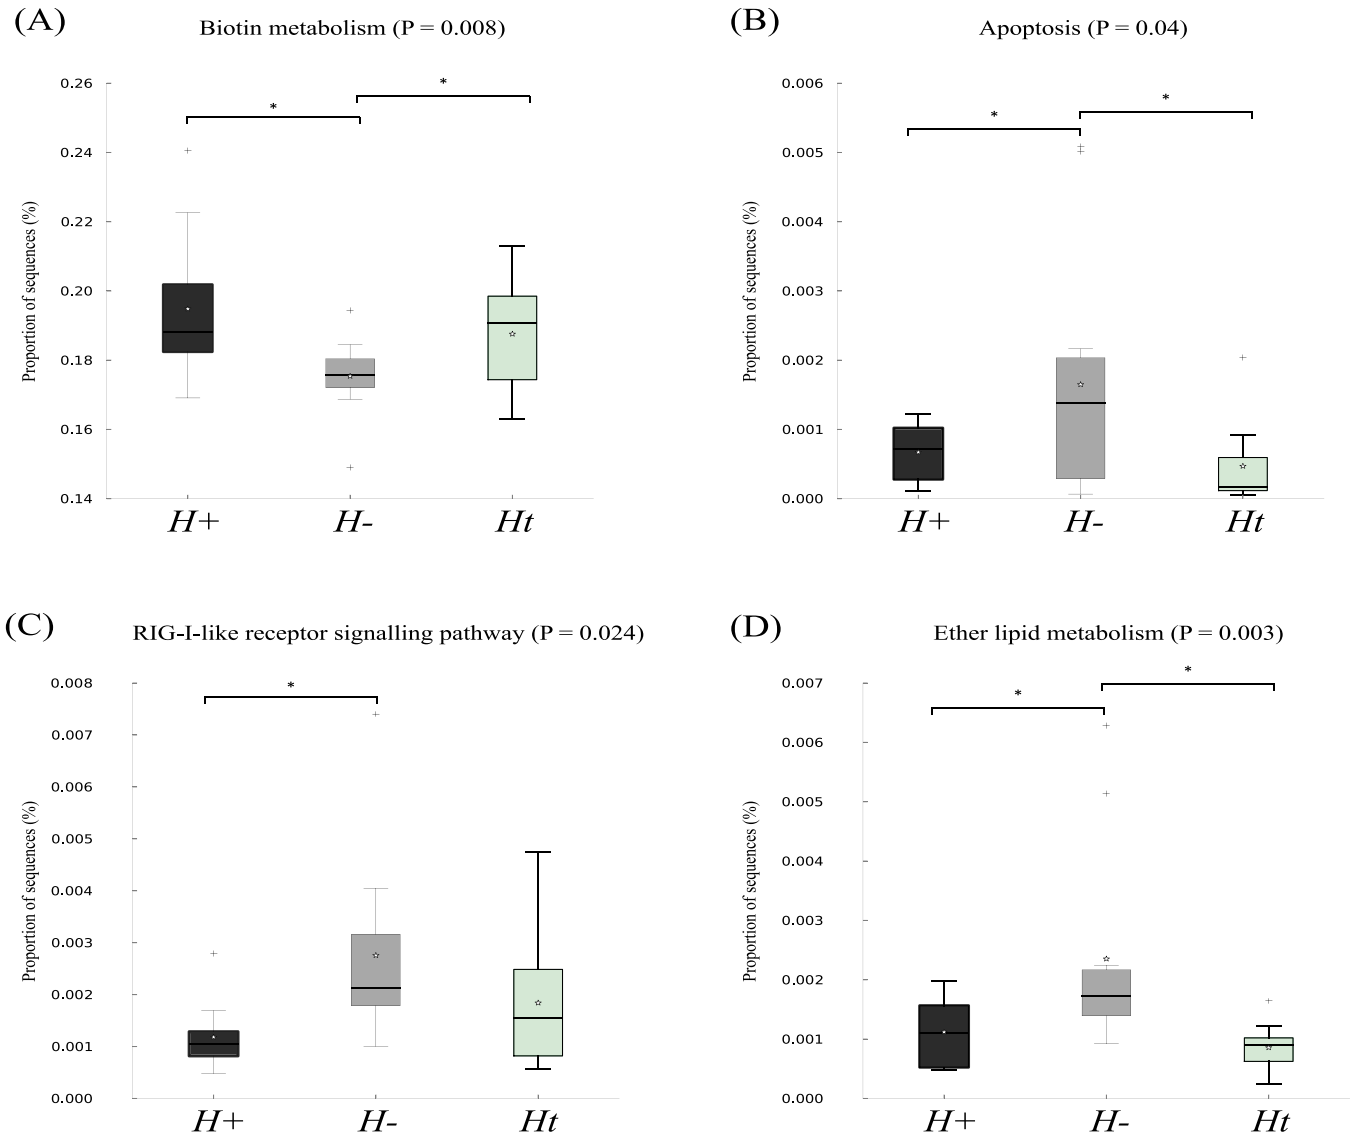 (A)
Biotin metabolism (P = 0.008)
Proportion of sequences (%)
0.26
0.24
0.22
0.20
0.18
0.16
0.14
*
*
H+
H-
Ht
(B)
Apoptosis (P = 0.04)
Proportion of sequences (%)
0.006
0.005
0.004
0.003
0.002
0.001
0.000
*
*
H+
H-
Ht
(C)
RIG-I-like receptor signalling pathway (P = 0.024)
Proportion of sequences (%)
0.008
0.007
0.006
0.005
0.004
0.003
0.002
0.001
0.000
*
H+
H-
Ht
(D)
Ether lipid metabolism (P = 0.003)
Proportion of sequences (%)
0.007
0.006
0.005
0.004
0.003
0.002
0.001
0.000
*
*
H+
H-
Ht